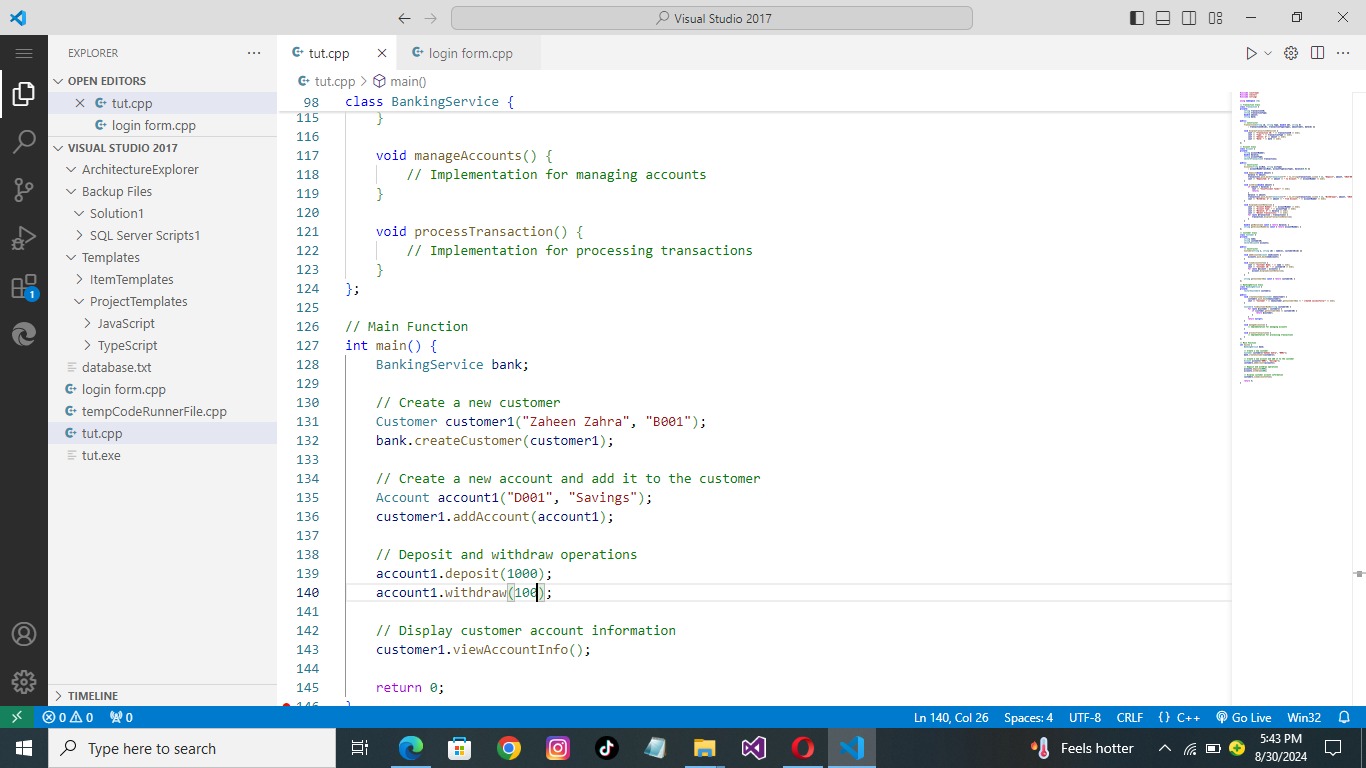 Visual Studio 2017
EXPLORER
OPEN EDITORS
tut.cpp
login form.cpp
VISUAL STUDIO 2017
ArchitectureExplorer
Backup Files
Solution1
SQL Server Scripts1
Templates
ItemTemplates
ProjectTemplates
JavaScript
TypeScript
database.txt
login form.cpp
tempCodeRunnerFile.cpp
tut.cpp
tut.exe
TIMELINE
1
tut.cpp
login form.cpp
tut.cpp > main()
98 class BankingService {
115 }
116
117 void manageAccounts() {
118 // Implementation for managing accounts
119 }
120
121 void processTransaction() {
122 // Implementation for processing transactions
123 }
124 };
125
126 // Main Function
127 int main() {
128 BankingService bank;
129
130 // Create a new customer
131 Customer customer1("Zaheen Zahra", "B001");
132 bank.createCustomer(customer1);
133
134 // Create a new account and add it to the customer
135 Account account1("D001", "Savings");
136 customer1.addAccount(account1);
137
138 // Deposit and withdraw operations
139 account1.deposit(1000);
140 account1.withdraw(100);
141
142 // Display customer account information
143 customer1.viewAccountInfo();
144
145 return 0;
146 }
0 0 0 Ln 140, Col 26 Spaces: 4 UTF-8 CRLF {} C++ Go Live Win32
Type here to search
Feels hotter
5:43 PM
8/30/2024